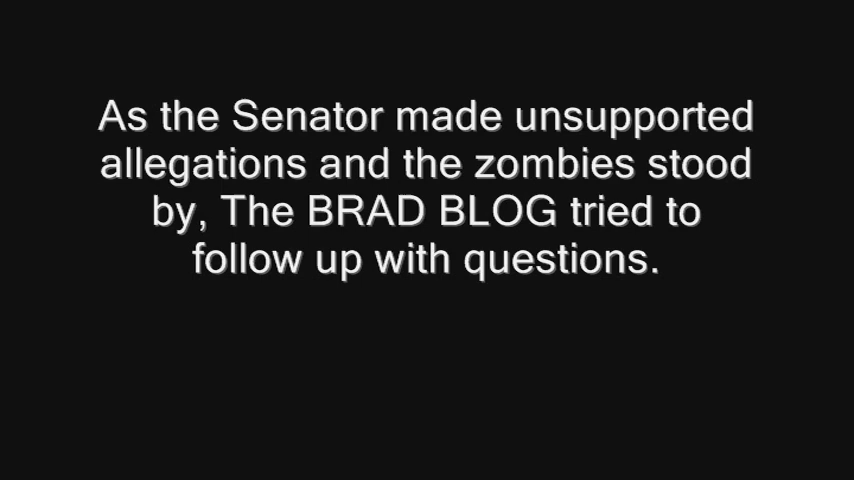 As the Senator made unsupported
allegations and the zombies stood
by, The BRAD BLOG tried to
follow up with questions.